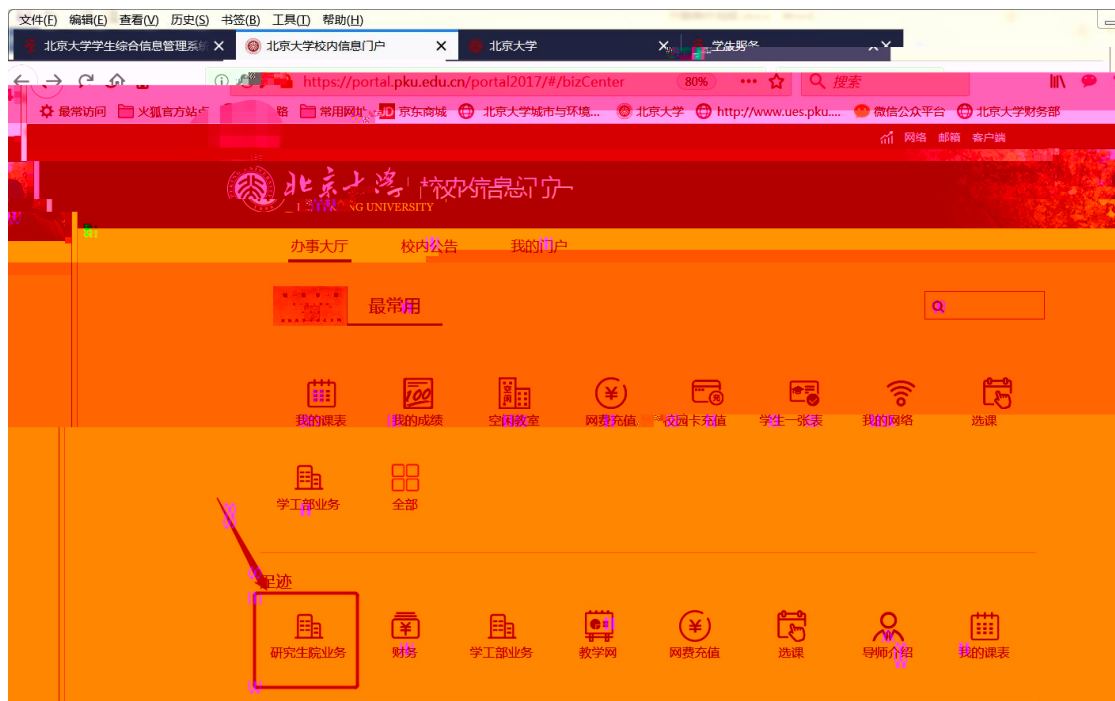 文件(F) 编辑(E) 查看(V) 历史(S) 书签(B) 工具(T) 帮助(H)
北京大学学生综合信息管理系统 北京大学校内信息门户 北京大学 学生服务
https://portal.pku.edu.cn/portal2017/#/bizCenter 80% 搜索
最常访问 火狐官方站点 常用网址 京东商城 北京大学城市与环境... 北京大学 http://www.ues.pku.... 微信公众平台 北京大学财务部
网络 邮箱 客户端
北京大学 校内信息门户
UNIVERSITY
办事大厅 校内公告 我的门户
最常用
我的课表 我的成绩 空闲教室 网费充值 校园卡充值 学生一张表 我的网络 选课
学工部业务 全部
足迹
研究生院业务 财务 学工部业务 教学网 网费充值 选课 导师介绍 我的课表